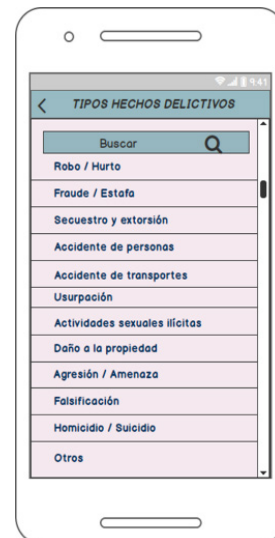 9:41
TIPOS HECHOS DELICTIVOS
Buscar
Robo / Hurto
Fraude / Estafa
Secuestro y extorsión
Accidente de personas
Accidente de transportes
Usurpación
Actividades sexuales ilícitas
Daño a la propiedad
Agresión / Amenaza
Falsificación
Homicidio / Suicidio
Otros